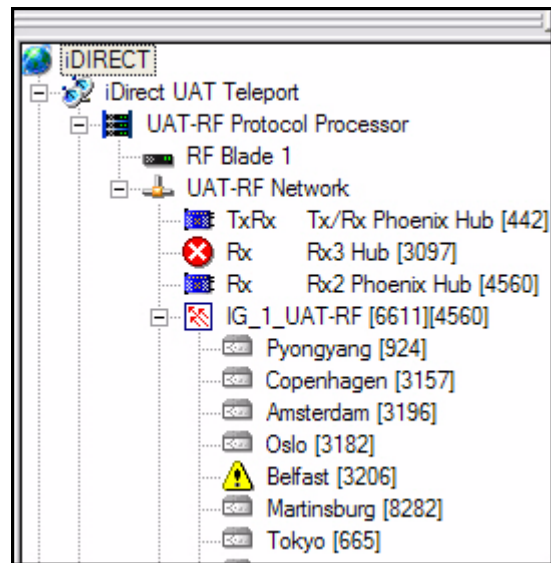 iDIRECT
iDirect UAT Teleport
UAT-RF Protocol Processor
RF Blade 1
UAT-RF Network
TxRx Tx/Rx Phoenix Hub [442]
Rx Rx3 Hub [3097]
Rx Rx2 Phoenix Hub [4560]
IG_1_UAT-RF [6611][4560]
Pyongyang [924]
Copenhagen [3157]
Amsterdam [3196]
Oslo [3182]
Belfast [3206]
Martinsburg [8282]
Tokyo [665]